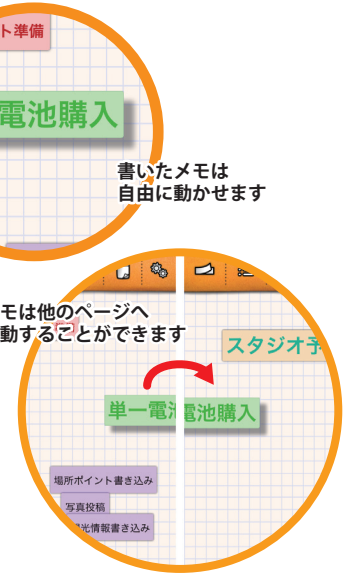 ト準備
電池購入
書いたメモは
自由に動かせます
モは他のページへ
動することができます
スタジオ予
単一電池
電池購入
場所ポイント書き込み
写真投稿
光情報書き込み